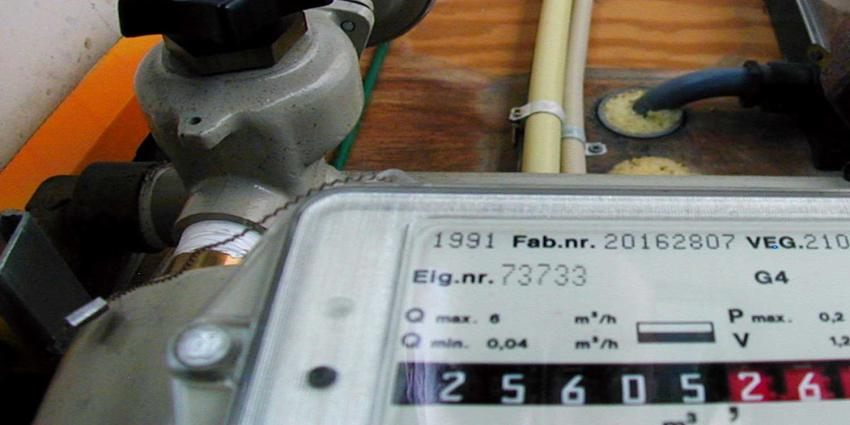 1991 Fab.nr. 20162807 VEG.210
Eig.nr. 73733 G4
Q max. 6 m³/h P max. 0,2
Q min. 0,04 m³/h V 1,2
2 5 6 0 5 2 6
m³ ,